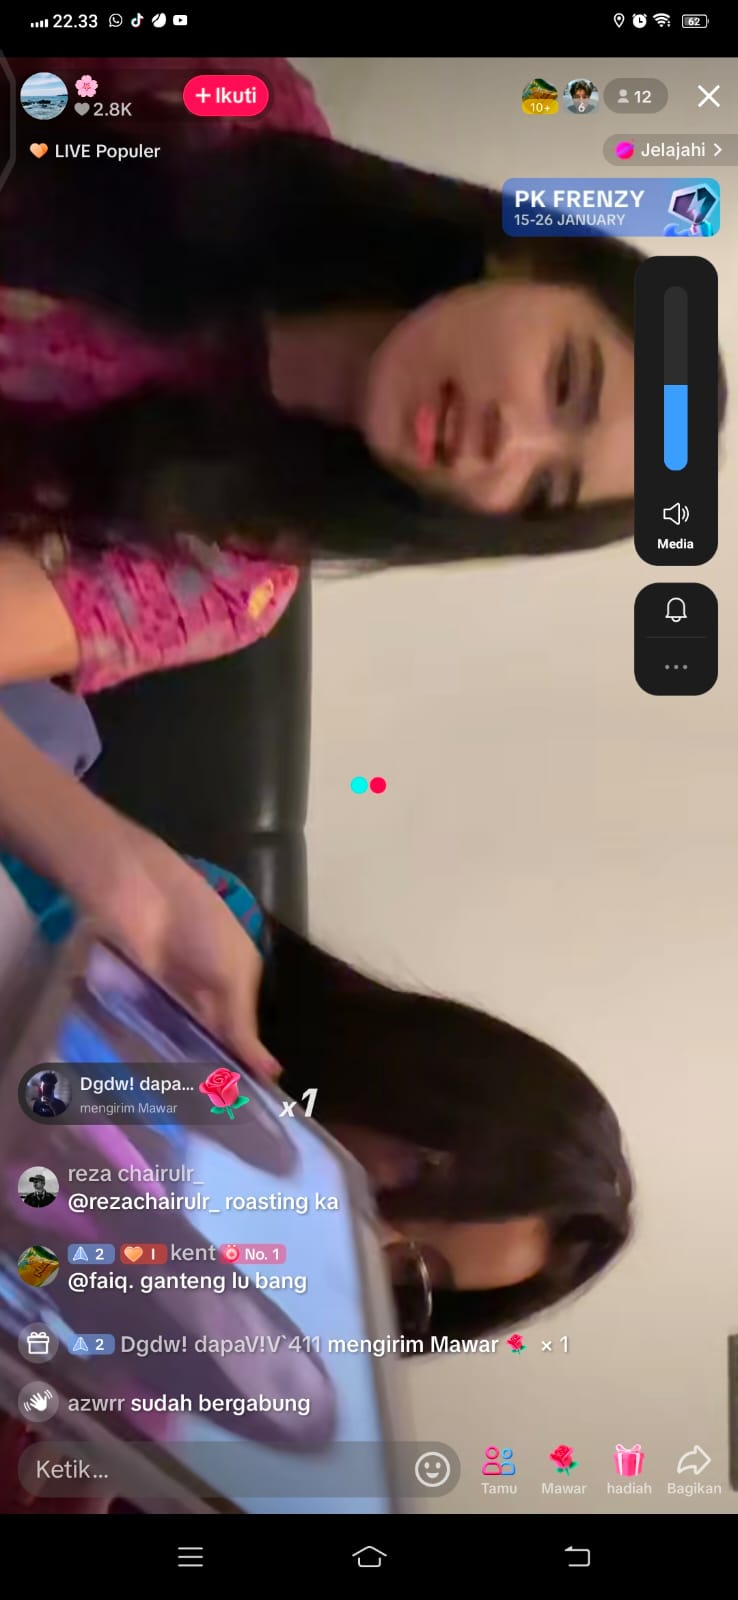 22.33
62
🌸
2.8K
+ Ikuti
10+
6
12
LIVE Populer
Jelajahi >
PK FRENZY
15-26 JANUARY
Media
Dgdw! dapa...
mengirim Mawar
x1
reza chairulr_
@rezachairulr_ roasting ka
2 I kent No. 1
@faiq. ganteng lu bang
2 Dgdw! dapaV!V`411 mengirim Mawar 🌹 × 1
azwrr sudah bergabung
Ketik...
Tamu
Mawar
hadiah
Bagikan